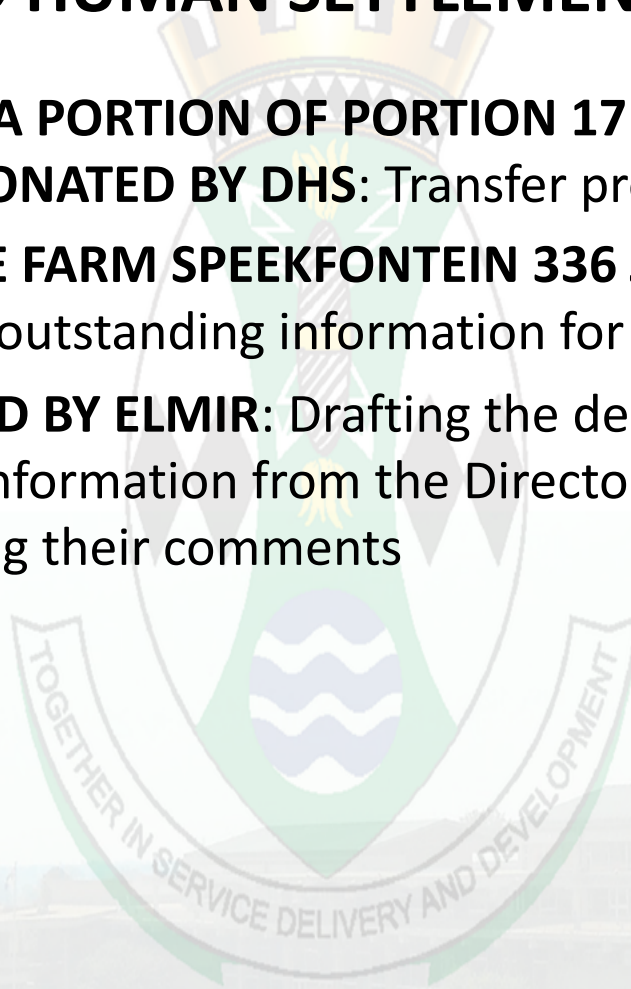 HUMAN SETTLEMEN
A PORTION OF PORTION 17
ONATED BY DHS: Transfer pr
E FARM SPEEKFONTEIN 336
outstanding information for
D BY ELMIR: Drafting the de
nformation from the Directo
g their comments
TOGETHER IN SERVICE DELIVERY AND DEVELOPMENT